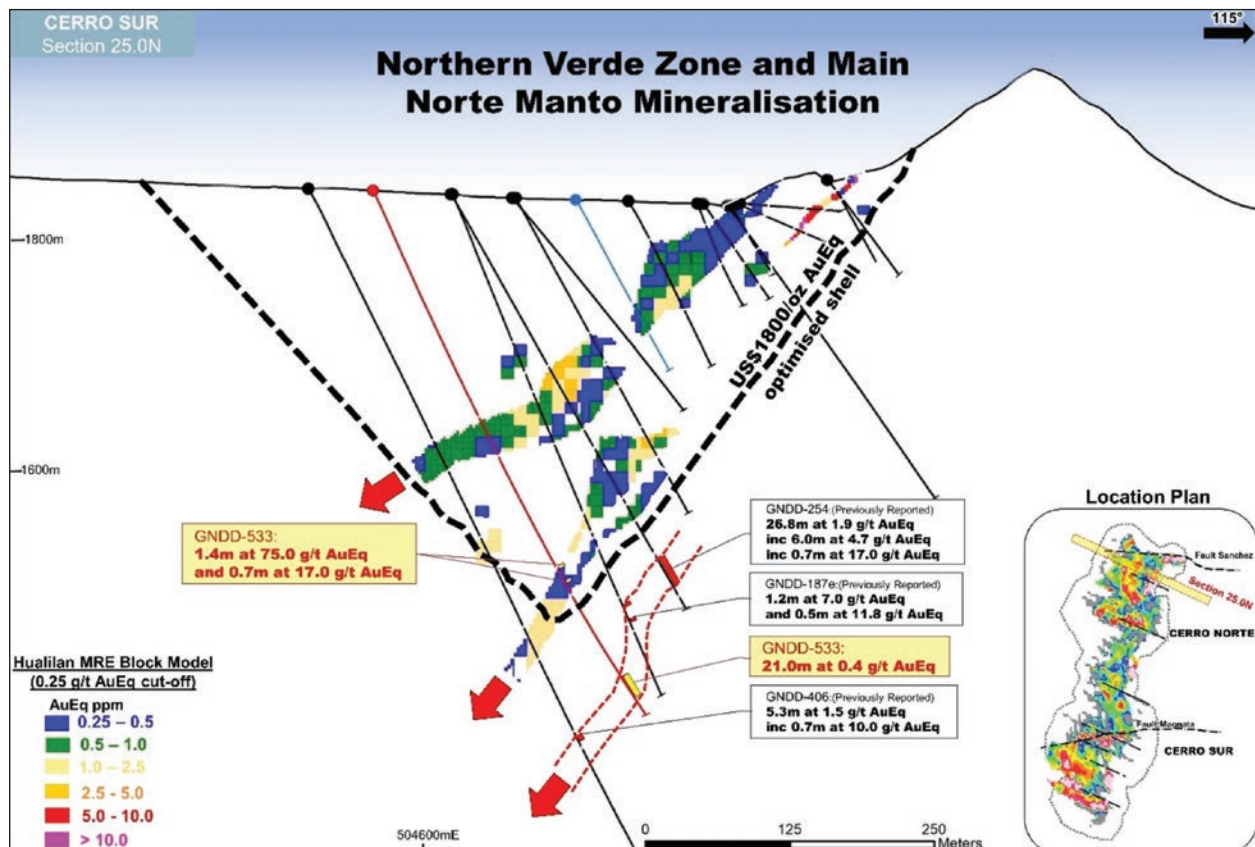 CERRO SUR
Section 25.0N
115°
Northern Verde Zone and Main
Norte Manto Mineralisation
1800m
US$1800/oz AuEq
optimised shell
1600m
GNDD-533:
1.4m at 75.0 g/t AuEq
and 0.7m at 17.0 g/t AuEq
GNDD-254:(Previously Reported)
26.8m at 1.9 g/t AuEq
inc 6.0m at 4.7 g/t AuEq
inc 0.7m at 17.0 g/t AuEq
GNDD-187e:(Previously Reported)
1.2m at 7.0 g/t AuEq
and 0.5m at 11.8 g/t AuEq
GNDD-533:
21.0m at 0.4 g/t AuEq
GNDD-406:(Previously Reported)
5.3m at 1.5 g/t AuEq
inc 0.7m at 10.0 g/t AuEq
Hualilan MRE Block Model
(0.25 g/t AuEq cut-off)
AuEq ppm
0.25 – 0.5
0.5 – 1.0
1.0 – 2.5
2.5 - 5.0
5.0 - 10.0
> 10.0
504600mE
0 125 250
Meters
Location Plan
Fault Sanchez
Section 25.0N
CERRO NORTE
Fault Magnata
CERRO SUR